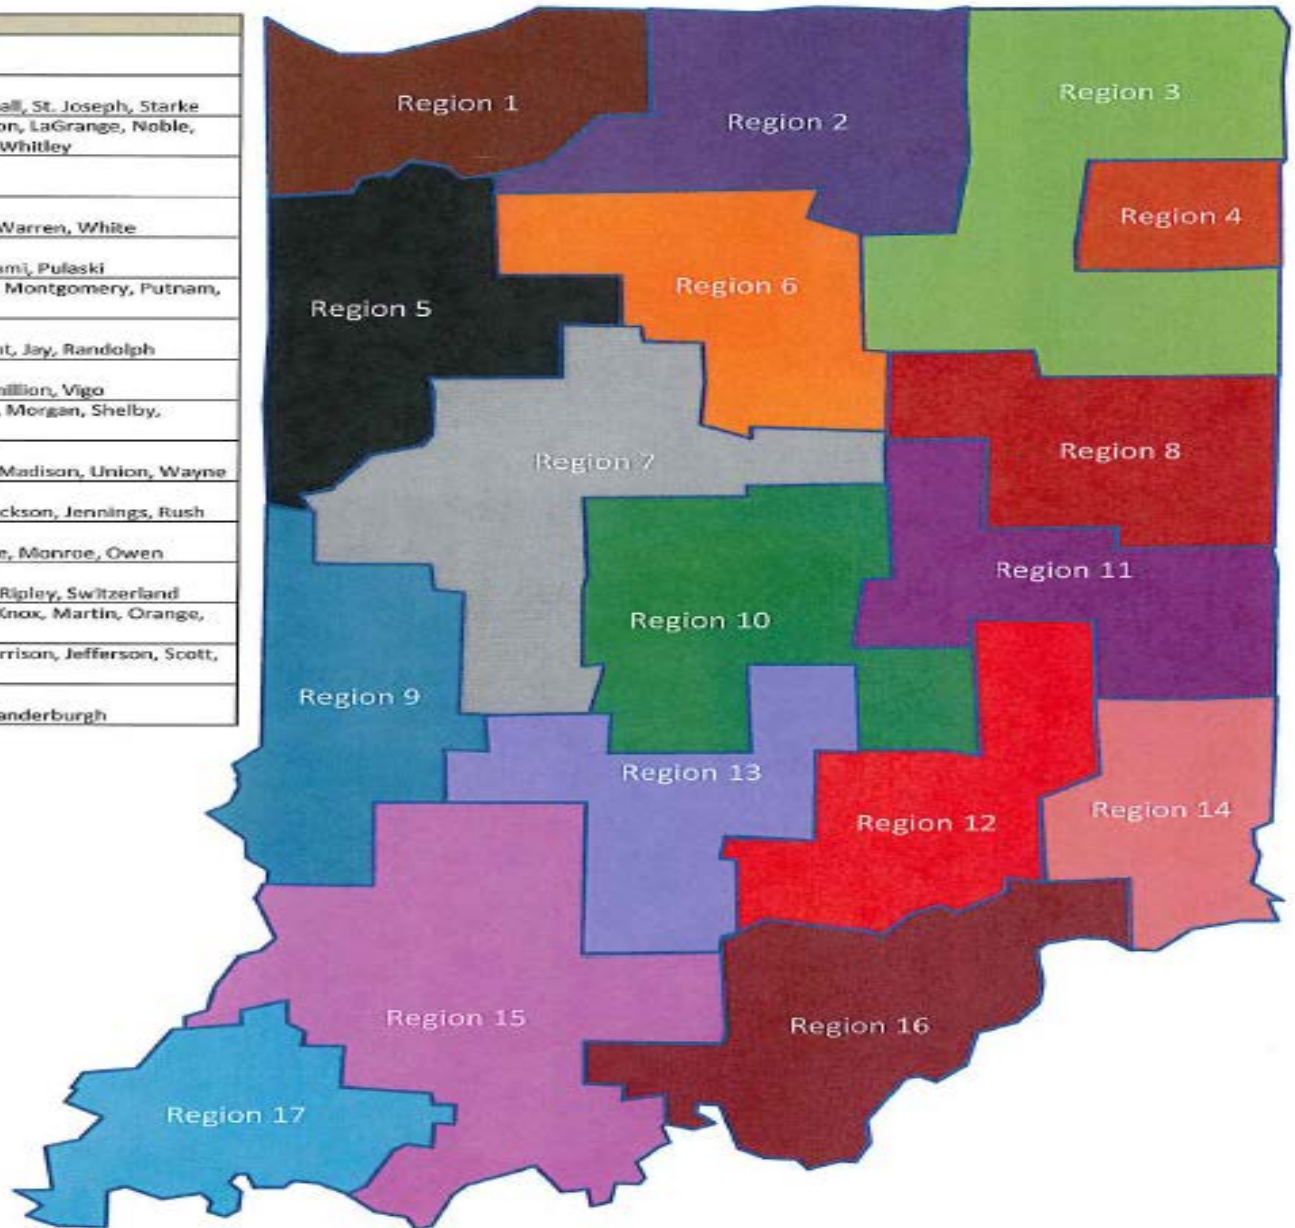 all, St. Joseph, Starke
on, LaGrange, Noble,
Whitley
Warren, White
ami, Pulaski
Montgomery, Putnam,
nt, Jay, Randolph
million, Vigo
Morgan, Shelby,
Madison, Union, Wayne
ckson, Jennings, Rush
e, Monroe, Owen
Ripley, Switzerland
Knox, Martin, Orange,
rrison, Jefferson, Scott,
anderburgh
Region 1
Region 2
Region 3
Region 4
Region 5
Region 6
Region 7
Region 8
Region 9
Region 10
Region 11
Region 12
Region 13
Region 14
Region 15
Region 16
Region 17